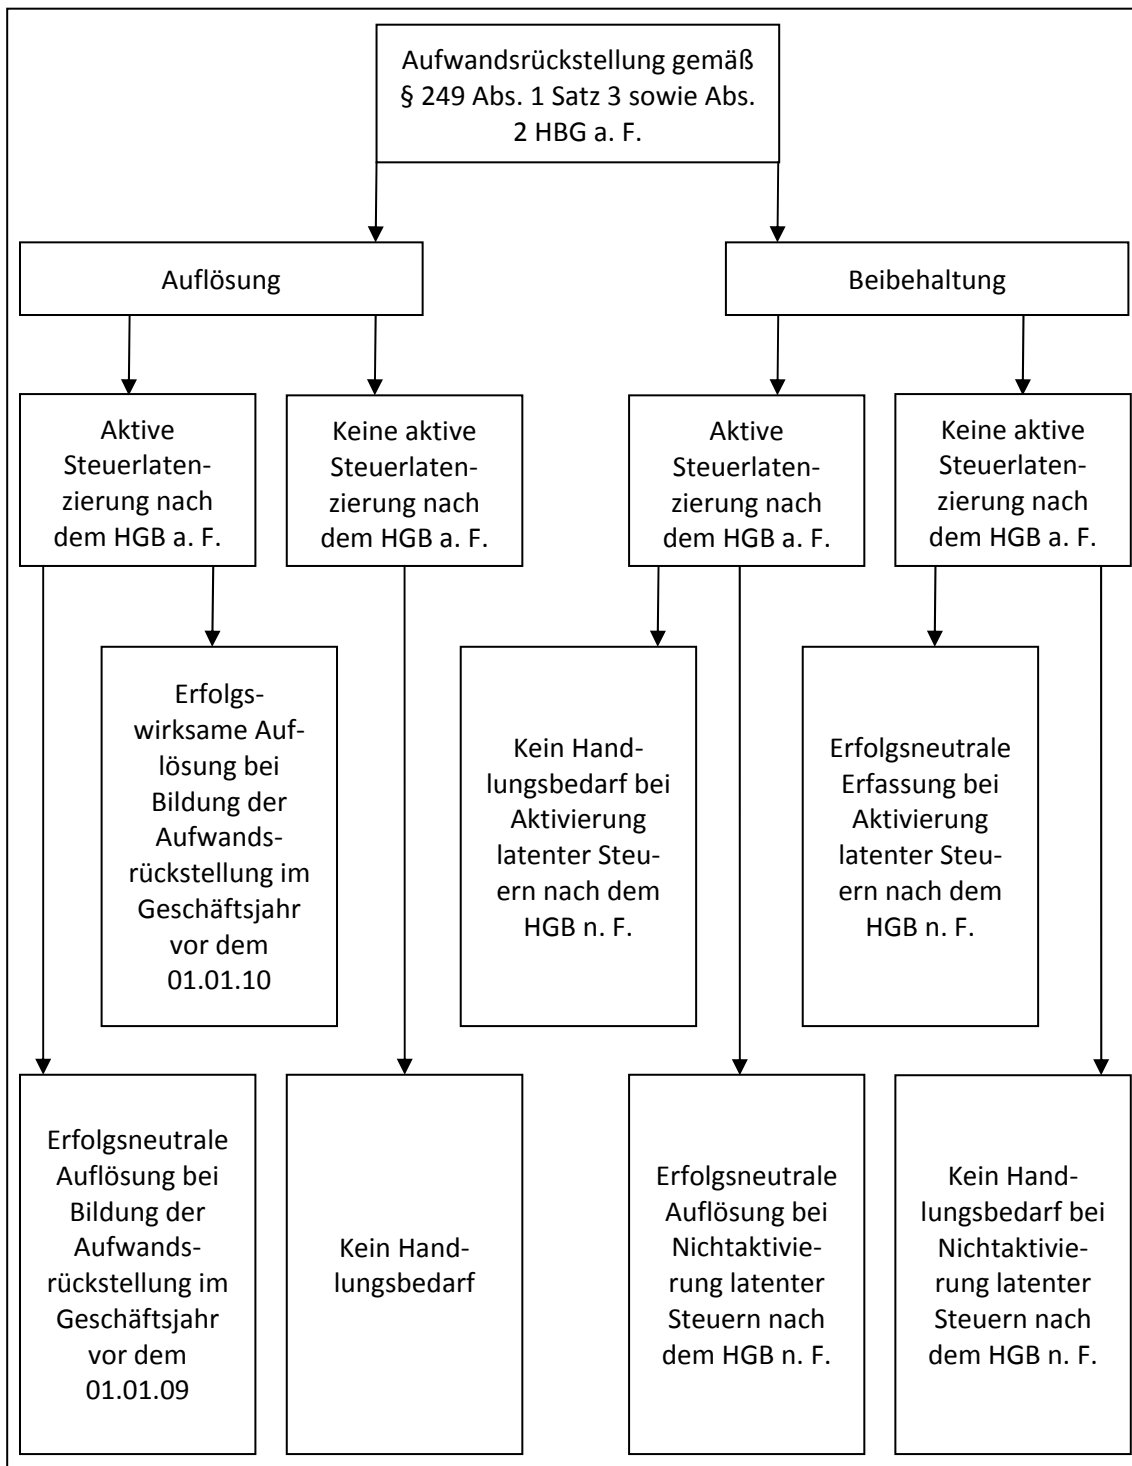 Aufwandsrückstellung gemäß
§ 249 Abs. 1 Satz 3 sowie Abs.
2 HBG a. F.
Auflösung
Beibehaltung
Aktive
Steuerlaten-
zierung nach
dem HGB a. F.
Keine aktive
Steuerlaten-
zierung nach
dem HGB a. F.
Aktive
Steuerlaten-
zierung nach
dem HGB a. F.
Keine aktive
Steuerlaten-
zierung nach
dem HGB a. F.
Erfolgs-
wirksame Auf-
lösung bei
Bildung der
Aufwands-
rückstellung im
Geschäftsjahr
vor dem
01.01.10
Kein Hand-
lungsbedarf bei
Aktivierung
latenter Steu-
ern nach dem
HGB n. F.
Erfolgsneutrale
Erfassung bei
Aktivierung
latenter Steu-
ern nach dem
HGB n. F.
Erfolgsneutrale
Auflösung bei
Bildung der
Aufwands-
rückstellung im
Geschäftsjahr
vor dem
01.01.09
Kein Hand-
lungsbedarf
Erfolgsneutrale
Auflösung bei
Nichtaktivie-
rung latenter
Steuern nach
dem HGB n. F.
Kein Hand-
lungsbedarf bei
Nichtaktivie-
rung latenter
Steuern nach
dem HGB n. F.